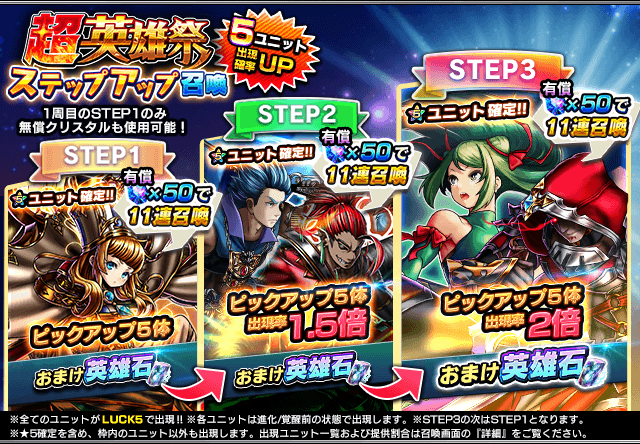 超英雄祭
ステップアップ召喚
5ユニット
出現確率UP
1周目のSTEP1のみ
無償クリスタルも使用可能!
STEP1
★5ユニット確定!!
有償
×50で
11連召喚
ピックアップ5体
おまけ英雄石
STEP2
★5ユニット確定!!
有償
×50で
11連召喚
ピックアップ5体
出現率1.5倍
おまけ英雄石
STEP3
★5ユニット確定!!
有償
×50で
11連召喚
ピックアップ5体
出現率2倍
おまけ英雄石
※全てのユニットがLUCK5で出現!! ※各ユニットは進化/覚醒前の状態で出現します。 ※STEP3の次はSTEP1となります。
※★5確定を含め、枠内のユニット以外も出現します。出現ユニット一覧および提供割合は召喚画面の『詳細』をご覧ください。